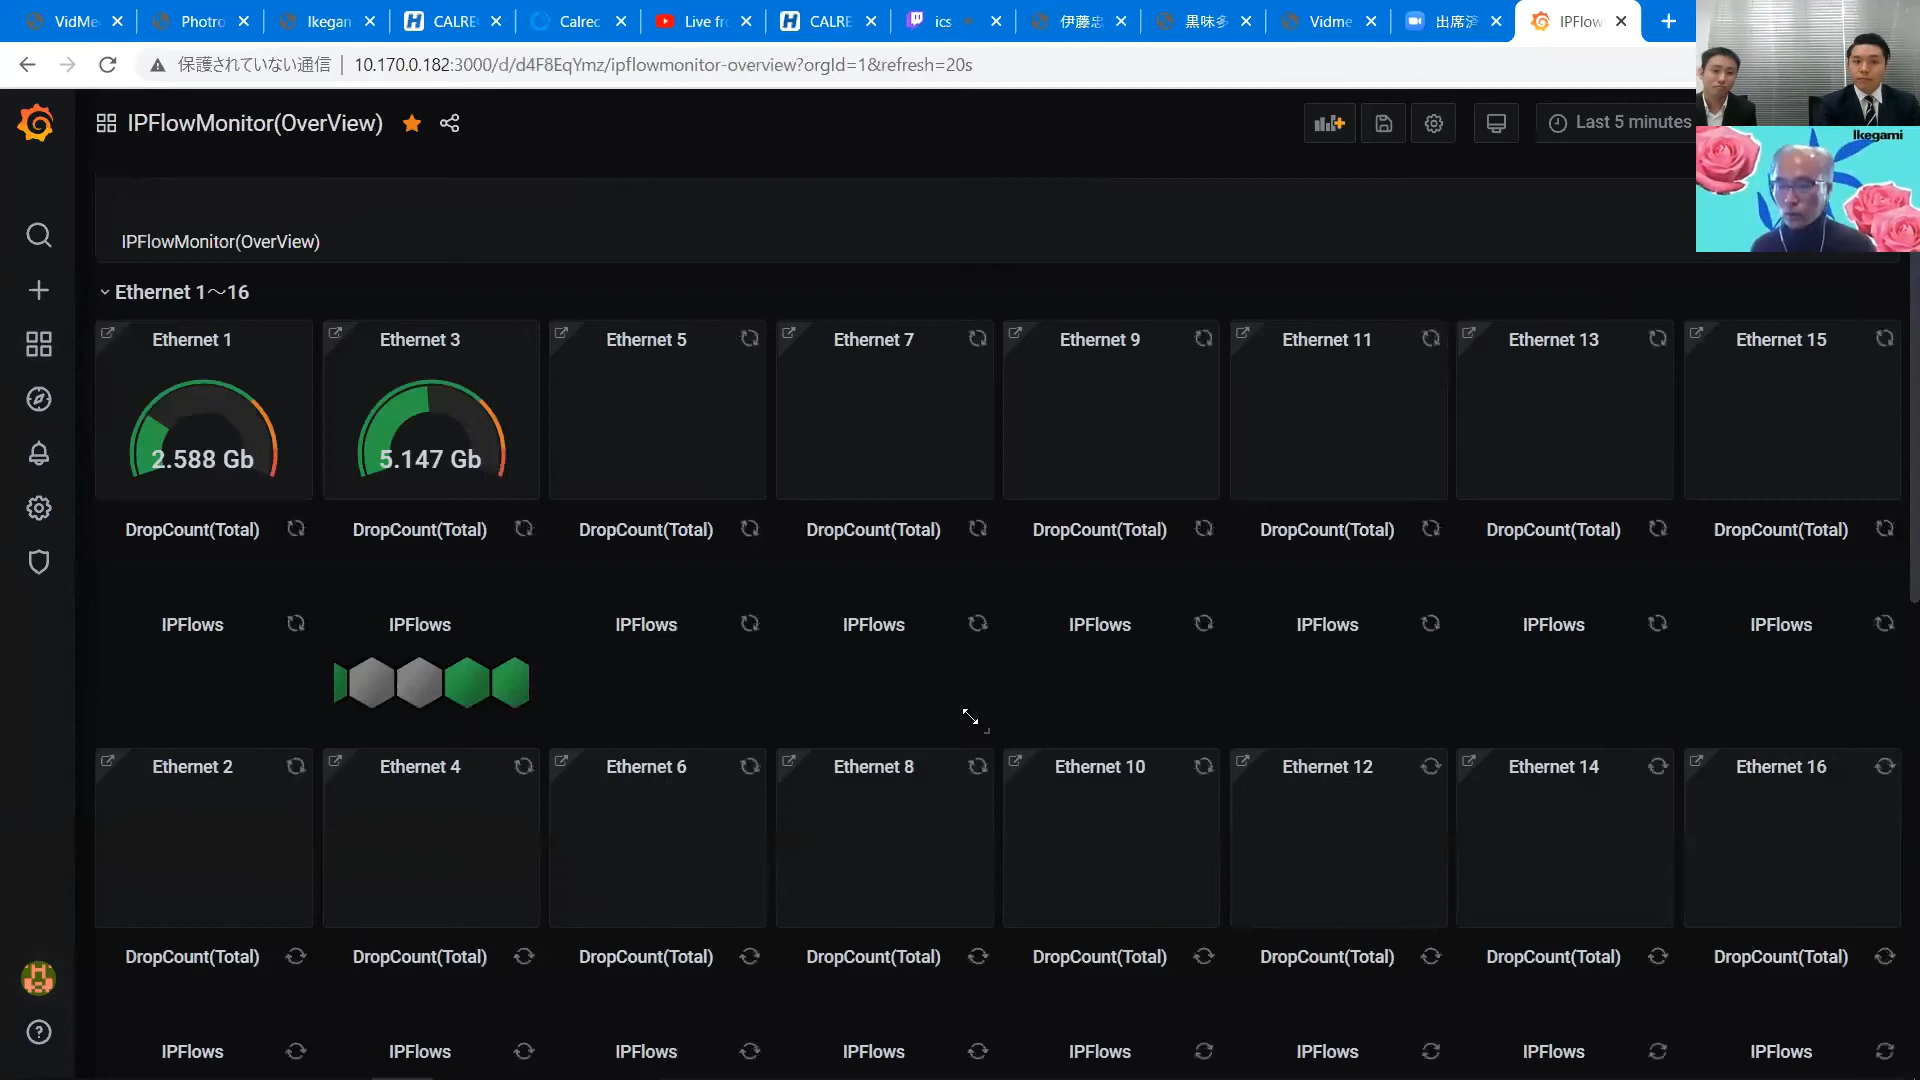 VidMe
Photro
Ikegan
CALRE
Calrec
Live fr
CALRE
ics
伊藤忠
黒味多
Vidme
出席済
IPFlow
保護されていない通信
10.170.0.182:3000/d/d4F8EqYmz/ipflowmonitor-overview?orgId=1&refresh=20s
IPFlowMonitor(OverView)
Last 5 minutes
Ikegami
IPFlowMonitor(OverView)
Ethernet 1～16
Ethernet 1
Ethernet 3
Ethernet 5
Ethernet 7
Ethernet 9
Ethernet 11
Ethernet 13
Ethernet 15
2.588 Gb
5.147 Gb
DropCount(Total)
DropCount(Total)
DropCount(Total)
DropCount(Total)
DropCount(Total)
DropCount(Total)
DropCount(Total)
DropCount(Total)
IPFlows
IPFlows
IPFlows
IPFlows
IPFlows
IPFlows
IPFlows
IPFlows
Ethernet 2
Ethernet 4
Ethernet 6
Ethernet 8
Ethernet 10
Ethernet 12
Ethernet 14
Ethernet 16
DropCount(Total)
DropCount(Total)
DropCount(Total)
DropCount(Total)
DropCount(Total)
DropCount(Total)
DropCount(Total)
DropCount(Total)
IPFlows
IPFlows
IPFlows
IPFlows
IPFlows
IPFlows
IPFlows
IPFlows